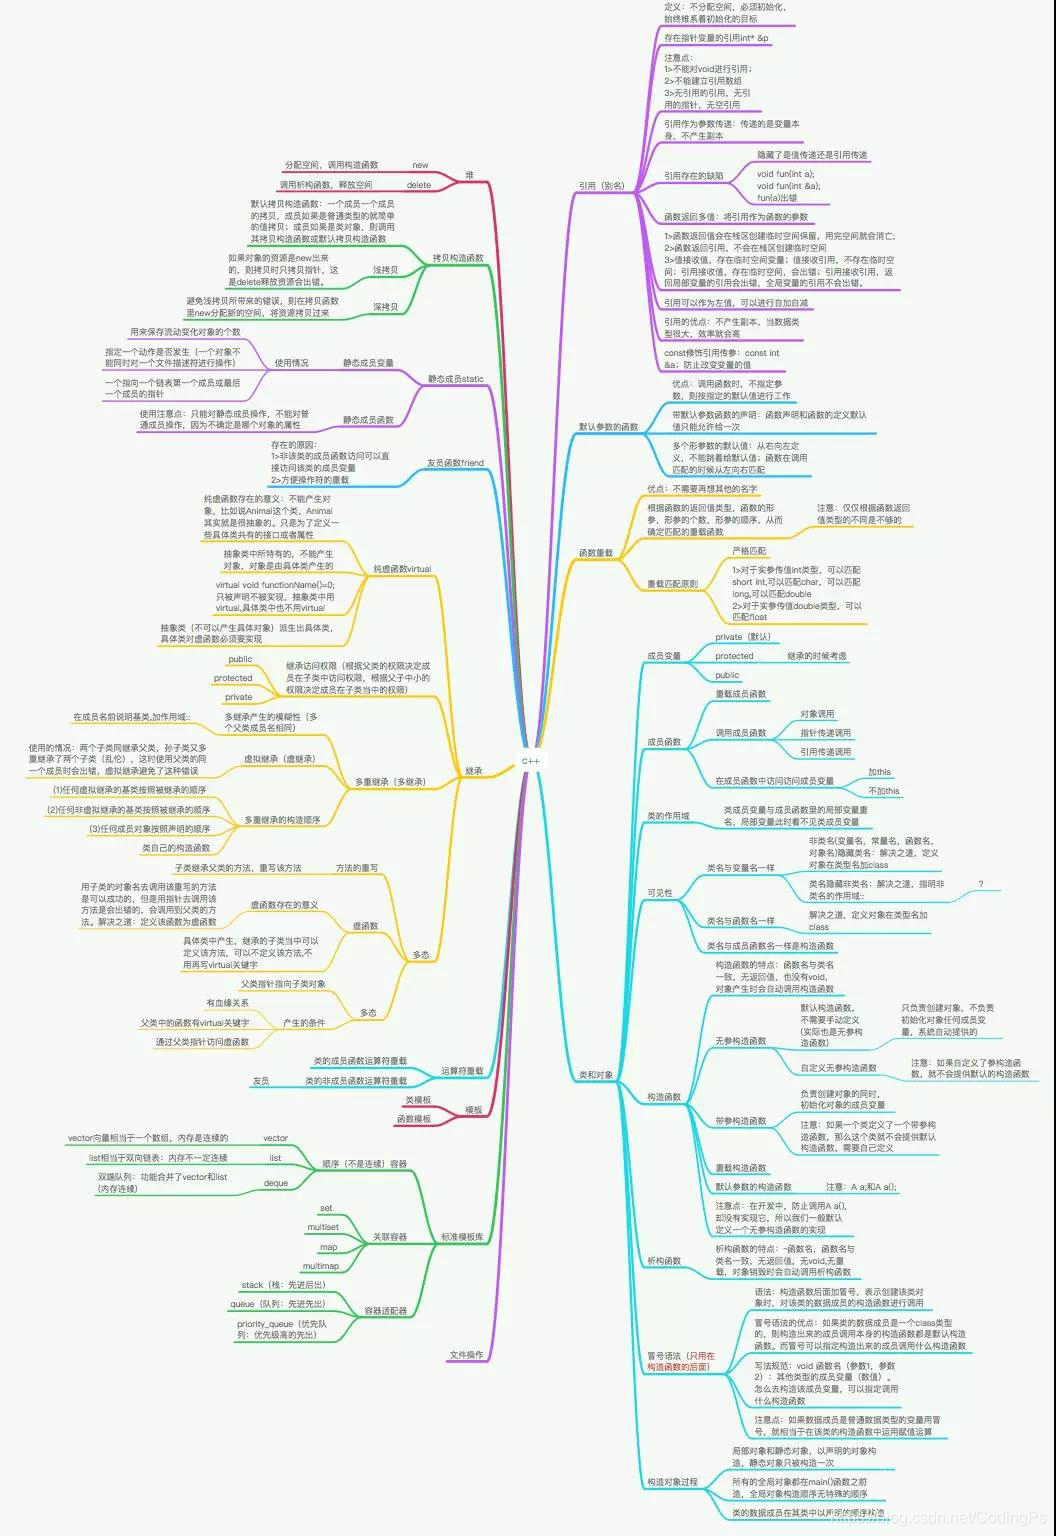 C++
引用（别名）
定义：不分配空间，必须初始化，
始终维系着初始化的目标
存在指针变量的引用int* &p
注意点：
1>不能对void进行引用；
2>不能建立引用数组
3>无引用的引用，无引
用的指针，无空引用
引用作为参数传递：传递的是变量本
身，不产生副本
引用存在的缺陷
隐藏了是值传递还是引用传递
void fun(int a);
void fun(int &a);
fun(a)出错
函数返回多值：将引用作为函数的参数
1>函数返回值会在栈区创建临时空间保留，用完空间就会消亡；
2>函数返回引用，不会在栈区创建临时空间
3>值接收值，存在临时空间变量；值接收引用，不存在临时空
间；引用接收值，存在临时空间，会出错；引用接收引用，返
回局部变量的引用会出错，全局变量的引用不会出错。
引用可以作为左值，可以进行自加自减
引用的优点：不产生副本，当数据类
型很大，效率就会高
const修饰引用传参：const int
&a；防止改变变量的值
默认参数的函数
优点：调用函数时，不指定参
数，则按指定的默认值进行工作
带默认参数函数的声明：函数声明和函数的定义默认
值只能允许给一次
多个形参数的默认值：从右向左定
义，不能跳着给默认值；函数在调用
匹配的时候从左向右匹配
函数重载
优点：不需要再想其他的名字
根据函数的返回值类型，函数的形
参，形参的个数，形参的顺序，从而
确定匹配的重载函数
注意：仅仅根据函数返回
值类型的不同是不够的
重载匹配原则
严格匹配
1>对于实参传值int类型，可以匹配
short int,可以匹配char，可以匹配
long,可以匹配double
2>对于实参传值double类型，可以
匹配float
类和对象
成员变量
private（默认）
protected
继承的时候考虑
public
成员函数
重载成员函数
调用成员函数
对象调用
指针传递调用
引用传递调用
在成员函数中访问访问成员变量
加this
不加this
类的作用域
类成员变量与成员函数里的局部变量重
名，局部变量此时看不见类成员变量
可见性
类名与变量名一样
非类名(变量名，常量名，函数名，
对象名)隐藏类名：解决之道，定义
对象在类型名加class
类名隐藏非类名：解决之道，指明非
类名的作用域::
?
类名与函数名一样
解决之道，定义对象在类型名加
class
类名与成员函数名一样是构造函数
构造函数
构造函数的特点：函数名与类名
一致，无返回值，也没有void，
对象产生时会自动调用构造函数
无参构造函数
默认构造函数，
不需要手动定义
(实际也是无参构
造函数)
只负责创建对象，不负责
初始化对象任何成员变
量，系统自动提供的
自定义无参构造函数
注意：如果自定义了参构造函
数，就不会提供默认的构造函数
带参构造函数
负责创建对象的同时，
初始化对象的成员变量
注意：如果一个类定义了一个带参构
造函数，那么这个类就不会提供默认
构造函数，需要自己定义
重载构造函数
默认参数的构造函数
注意：A a;和A a();
注意点：在开发中，防止调用A a(),
却没有实现它，所以我们一般默认
定义一个无参构造函数的实现
析构函数
析构函数的特点：~函数名，函数名与
类名一致，无返回值，无void,无重
载，对象销毁时会自动调用析构函数
冒号语法（只用在
构造函数的后面）
语法：构造函数后面加冒号，表示创建该类对
象时，对该类的数据成员的构造函数进行调用
冒号语法的优点：如果类的数据成员是一个class类型
的，则构造出来的成员调用本身的构造函数都是默认构造
函数。而冒号可以指定构造出来的成员调用什么构造函数
写法规范：void 函数名（参数1，参数
2）：其他类型的成员变量（数值）。
怎么去构造该成员变量，可以指定调用
什么构造函数
注意点：如果数据成员是普通数据类型的变量用冒
号，就相当于在该类的构造函数中运用赋值运算
构造对象过程
局部对象和静态对象，以声明的对象构
造，静态对象只被构造一次
所有的全局对象都在main()函数之前
造，全局对象构造顺序无特殊的顺序
类的数据成员在其类中以声明的顺序构造
堆
new
分配空间，调用构造函数
delete
调用析构函数，释放空间
拷贝构造函数
默认拷贝构造函数：一个成员一个成员
的拷贝，成员如果是普通类型的就简单
的值拷贝；成员如果是类对象，则调用
其拷贝构造函数或默认拷贝构造函数
浅拷贝
如果对象的资源是new出来
的，则拷贝时只拷贝指针，这
是delete释放资源会出错。
深拷贝
避免浅拷贝所带来的错误，则在拷贝函数
里new分配新的空间，将资源拷贝过来
静态成员static
静态成员变量
使用情况
用来保存流动变化对象的个数
指定一个动作是否发生（一个对象不
能同时对一个文件描述符进行操作）
一个指向一个链表第一个成员或最后
一个成员的指针
静态成员函数
使用注意点：只能对静态成员操作，不能对普
通成员操作，因为不确定是哪个对象的属性
友员函数friend
存在的原因：
1>非该类的成员函数访问可以直
接访问该类的成员变量
2>方便操作符的重载
继承
纯虚函数virtual
纯虚函数存在的意义：不能产生对
象，比如说Animal这个类，Animal
其实就是很抽象的。只是为了定义一
些具体类共有的接口或者属性
抽象类中所特有的，不能产生
对象，对象是由具体类产生的
virtual void functionName()=0;
只被声明不被实现，抽象类中用
virtual,具体类中也不用virtual
抽象类（不可以产生具体对象）派生出具体类，
具体类对虚函数必须要实现
继承访问权限（根据父类的权限决定成
员在子类中访问权限，根据父子中小的
权限决定成员在子类当中的权限）
public
protected
private
多重继承（多继承）
多继承产生的模糊性（多
个父类成员名相同）
在成员名前说明基类,加作用域::
虚拟继承（虚继承）
使用的情况：两个子类同继承父类，孙子类又多
重继承了两个子类（乱伦），这时使用父类的同
一个成员时会出错，虚拟继承避免了这种错误
多重继承的构造顺序
(1)任何虚拟继承的基类按照被继承的顺序
(2)任何非虚拟继承的基类按照被继承的顺序
(3)任何成员对象按照声明的顺序
类自己的构造函数
多态
方法的重写
子类继承父类的方法，重写该方法
虚函数
虚函数存在的意义
用子类的对象名去调用该重写的方法
是可以成功的，但是用指针去调用该
方法是会出错的，会调用到父类的方
法。解决之道：定义该函数为虚函数
具体类中产生，继承的子类当中可以
定义该方法，可以不定义该方法,不
用再写virtual关键字
多态
父类指针指向子类对象
产生的条件
有血缘关系
父类中的函数有virtual关键字
通过父类指针访问虚函数
运算符重载
类的成员函数运算符重载
类的非成员函数运算符重载
友员
模板
类模板
函数模板
标准模板库
顺序（不是连续）容器
vector
vector向量相当于一个数组，内存是连续的
list
list相当于双向链表：内存不一定连续
deque
双端队列：功能合并了vector和list
（内存连续）
关联容器
set
multiset
map
multimap
容器适配器
stack（栈：先进后出）
queue（队列：先进先出）
priority_queue（优先队
列：优先级高的先出）
文件操作
https://blog.csdn.net/CodingPs